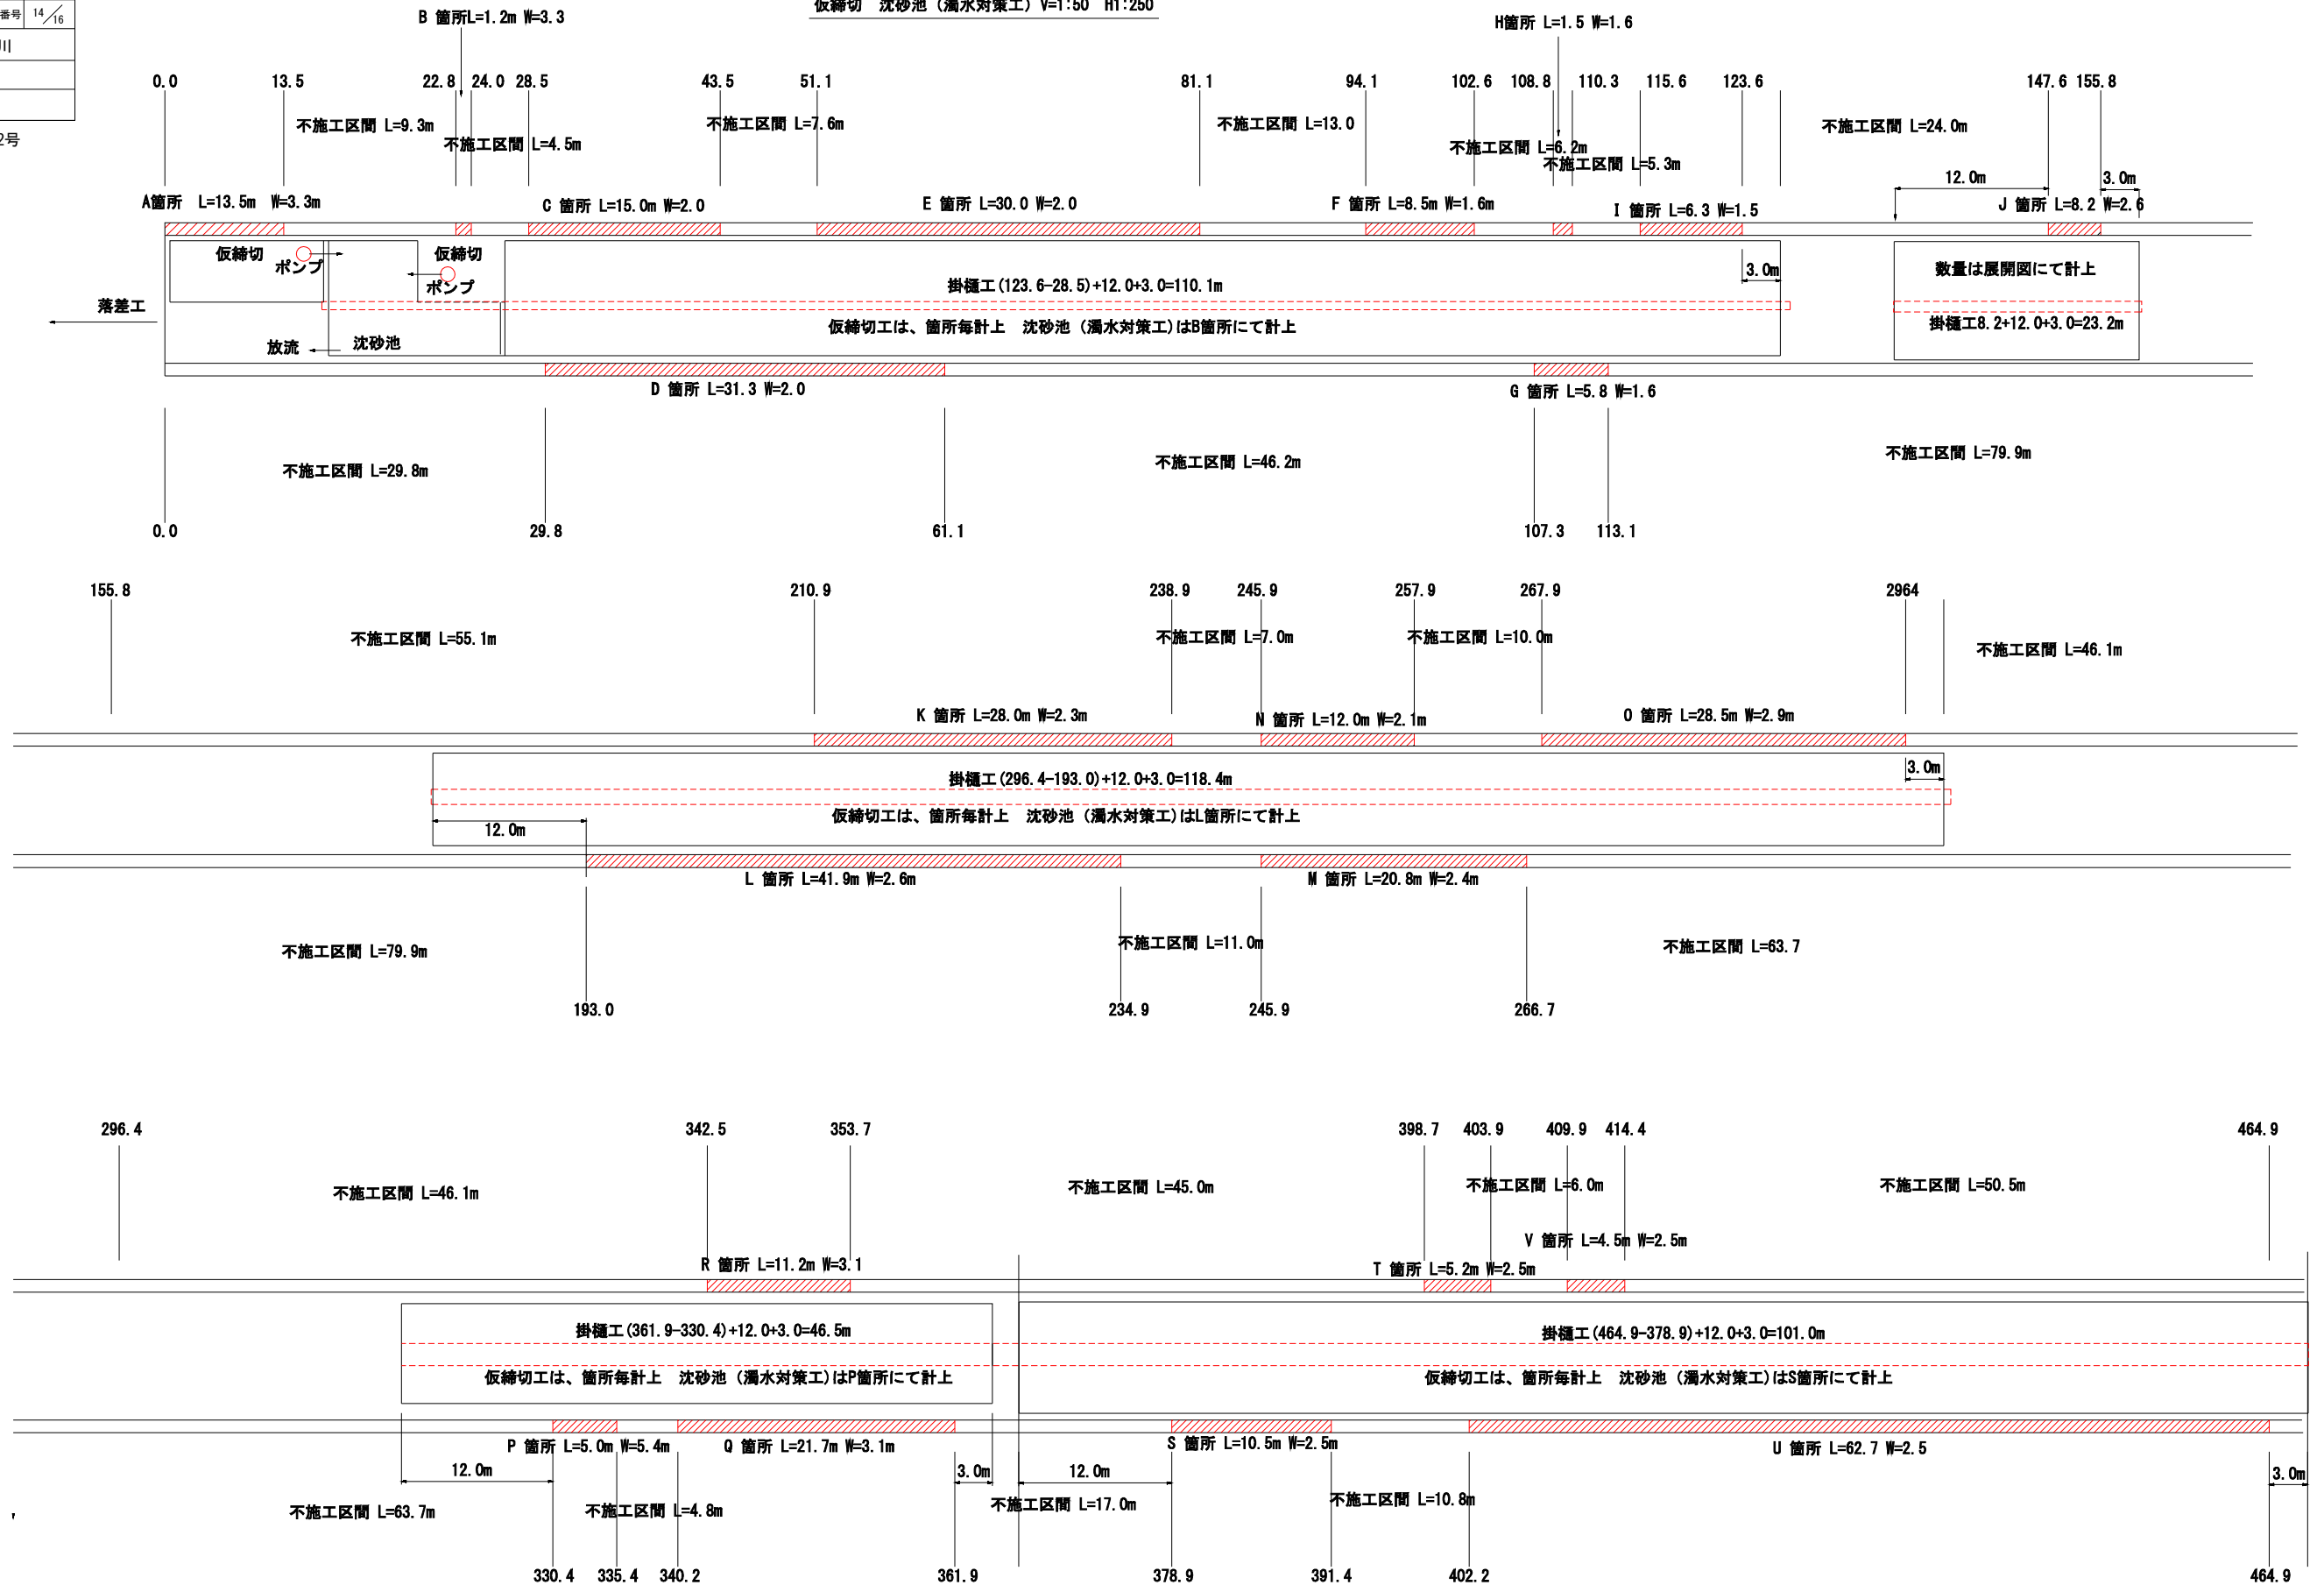 番号 14/16
川
2号
仮締切 沈砂池（濁水対策工）V=1:50 H1:250
B 箇所L=1.2m W=3.3
H箇所 L=1.5 W=1.6
0.0 13.5 22.8 24.0 28.5 43.5 51.1 81.1 94.1 102.6 108.8 110.3 115.6 123.6 147.6 155.8
不施工区間 L=9.3m
不施工区間 L=4.5m
不施工区間 L=7.6m
不施工区間 L=13.0
不施工区間 L=6.2m
不施工区間 L=5.3m
不施工区間 L=24.0m
12.0m
3.0m
A箇所 L=13.5m W=3.3m
C 箇所 L=15.0m W=2.0
E 箇所 L=30.0 W=2.0
F 箇所 L=8.5m W=1.6m
I 箇所 L=6.3 W=1.5
J 箇所 L=8.2 W=2.6
仮締切
ポンプ
仮締切
ポンプ
掛樋工(123.6-28.5)+12.0+3.0=110.1m
3.0m
数量は展開図にて計上
落差工
仮締切工は、箇所毎計上 沈砂池（濁水対策工)はB箇所にて計上
掛樋工8.2+12.0+3.0=23.2m
放流
沈砂池
D 箇所 L=31.3 W=2.0
G 箇所 L=5.8 W=1.6
不施工区間 L=29.8m
不施工区間 L=46.2m
不施工区間 L=79.9m
0.0 29.8 61.1 107.3 113.1
155.8 210.9 238.9 245.9 257.9 267.9 2964
不施工区間 L=55.1m
不施工区間 L=7.0m
不施工区間 L=10.0m
不施工区間 L=46.1m
K 箇所 L=28.0m W=2.3m
N 箇所 L=12.0m W=2.1m
O 箇所 L=28.5m W=2.9m
掛樋工(296.4-193.0)+12.0+3.0=118.4m
3.0m
仮締切工は、箇所毎計上 沈砂池（濁水対策工)はL箇所にて計上
12.0m
L 箇所 L=41.9m W=2.6m
M 箇所 L=20.8m W=2.4m
不施工区間 L=79.9m
不施工区間 L=11.0m
不施工区間 L=63.7
193.0 234.9 245.9 266.7
296.4 342.5 353.7 398.7 403.9 409.9 414.4 464.9
不施工区間 L=46.1m
不施工区間 L=45.0m
不施工区間 L=6.0m
不施工区間 L=50.5m
V 箇所 L=4.5m W=2.5m
R 箇所 L=11.2m W=3.1
T 箇所 L=5.2m W=2.5m
掛樋工(361.9-330.4)+12.0+3.0=46.5m
掛樋工(464.9-378.9)+12.0+3.0=101.0m
仮締切工は、箇所毎計上 沈砂池（濁水対策工)はP箇所にて計上
仮締切工は、箇所毎計上 沈砂池（濁水対策工)はS箇所にて計上
P 箇所 L=5.0m W=5.4m
Q 箇所 L=21.7m W=3.1m
S 箇所 L=10.5m W=2.5m
U 箇所 L=62.7 W=2.5
12.0m
3.0m
12.0m
3.0m
不施工区間 L=63.7m
不施工区間 L=4.8m
不施工区間 L=17.0m
不施工区間 L=10.8m
330.4 335.4 340.2 361.9 378.9 391.4 402.2 464.9